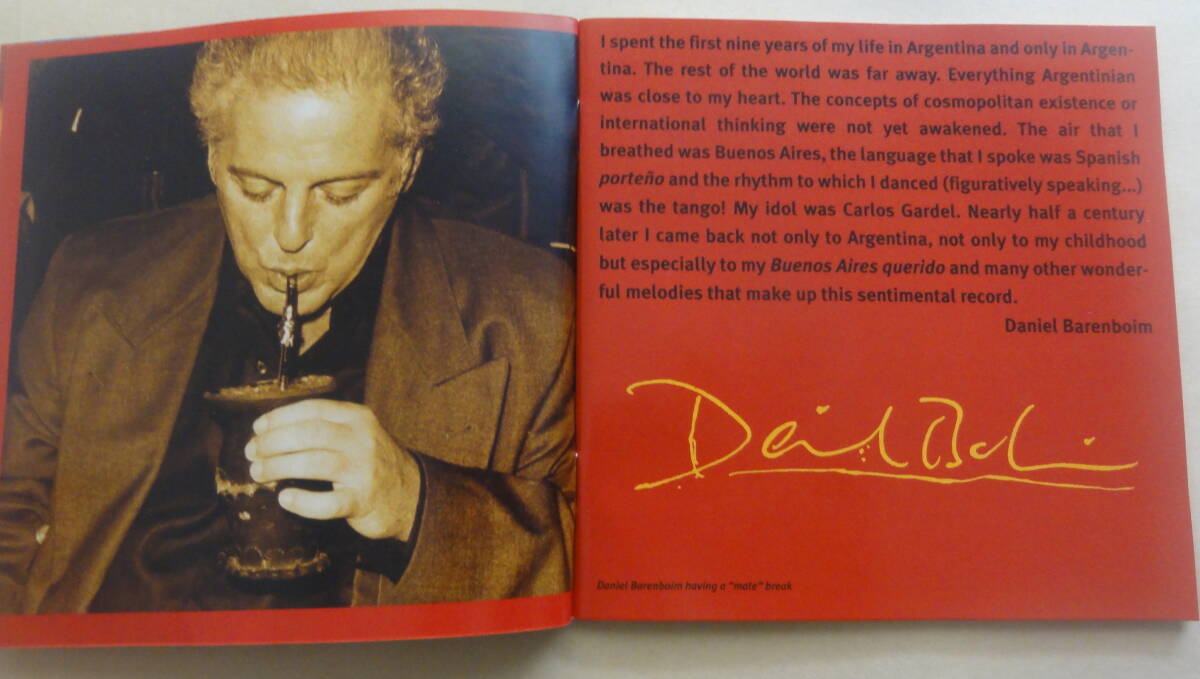 I spent the first nine years of my life in Argentina and only in Argen-
tina. The rest of the world was far away. Everything Argentinian
was close to my heart. The concepts of cosmopolitan existence or
international thinking were not yet awakened. The air that I
breathed was Buenos Aires, the language that I spoke was Spanish
porteño and the rhythm to which I danced (figuratively speaking...)
was the tango! My idol was Carlos Gardel. Nearly half a century
later I came back not only to Argentina, not only to my childhood
but especially to my Buenos Aires querido and many other wonder-
ful melodies that make up this sentimental record.
Daniel Barenboim
Daniel Barenboim having a "mate" break